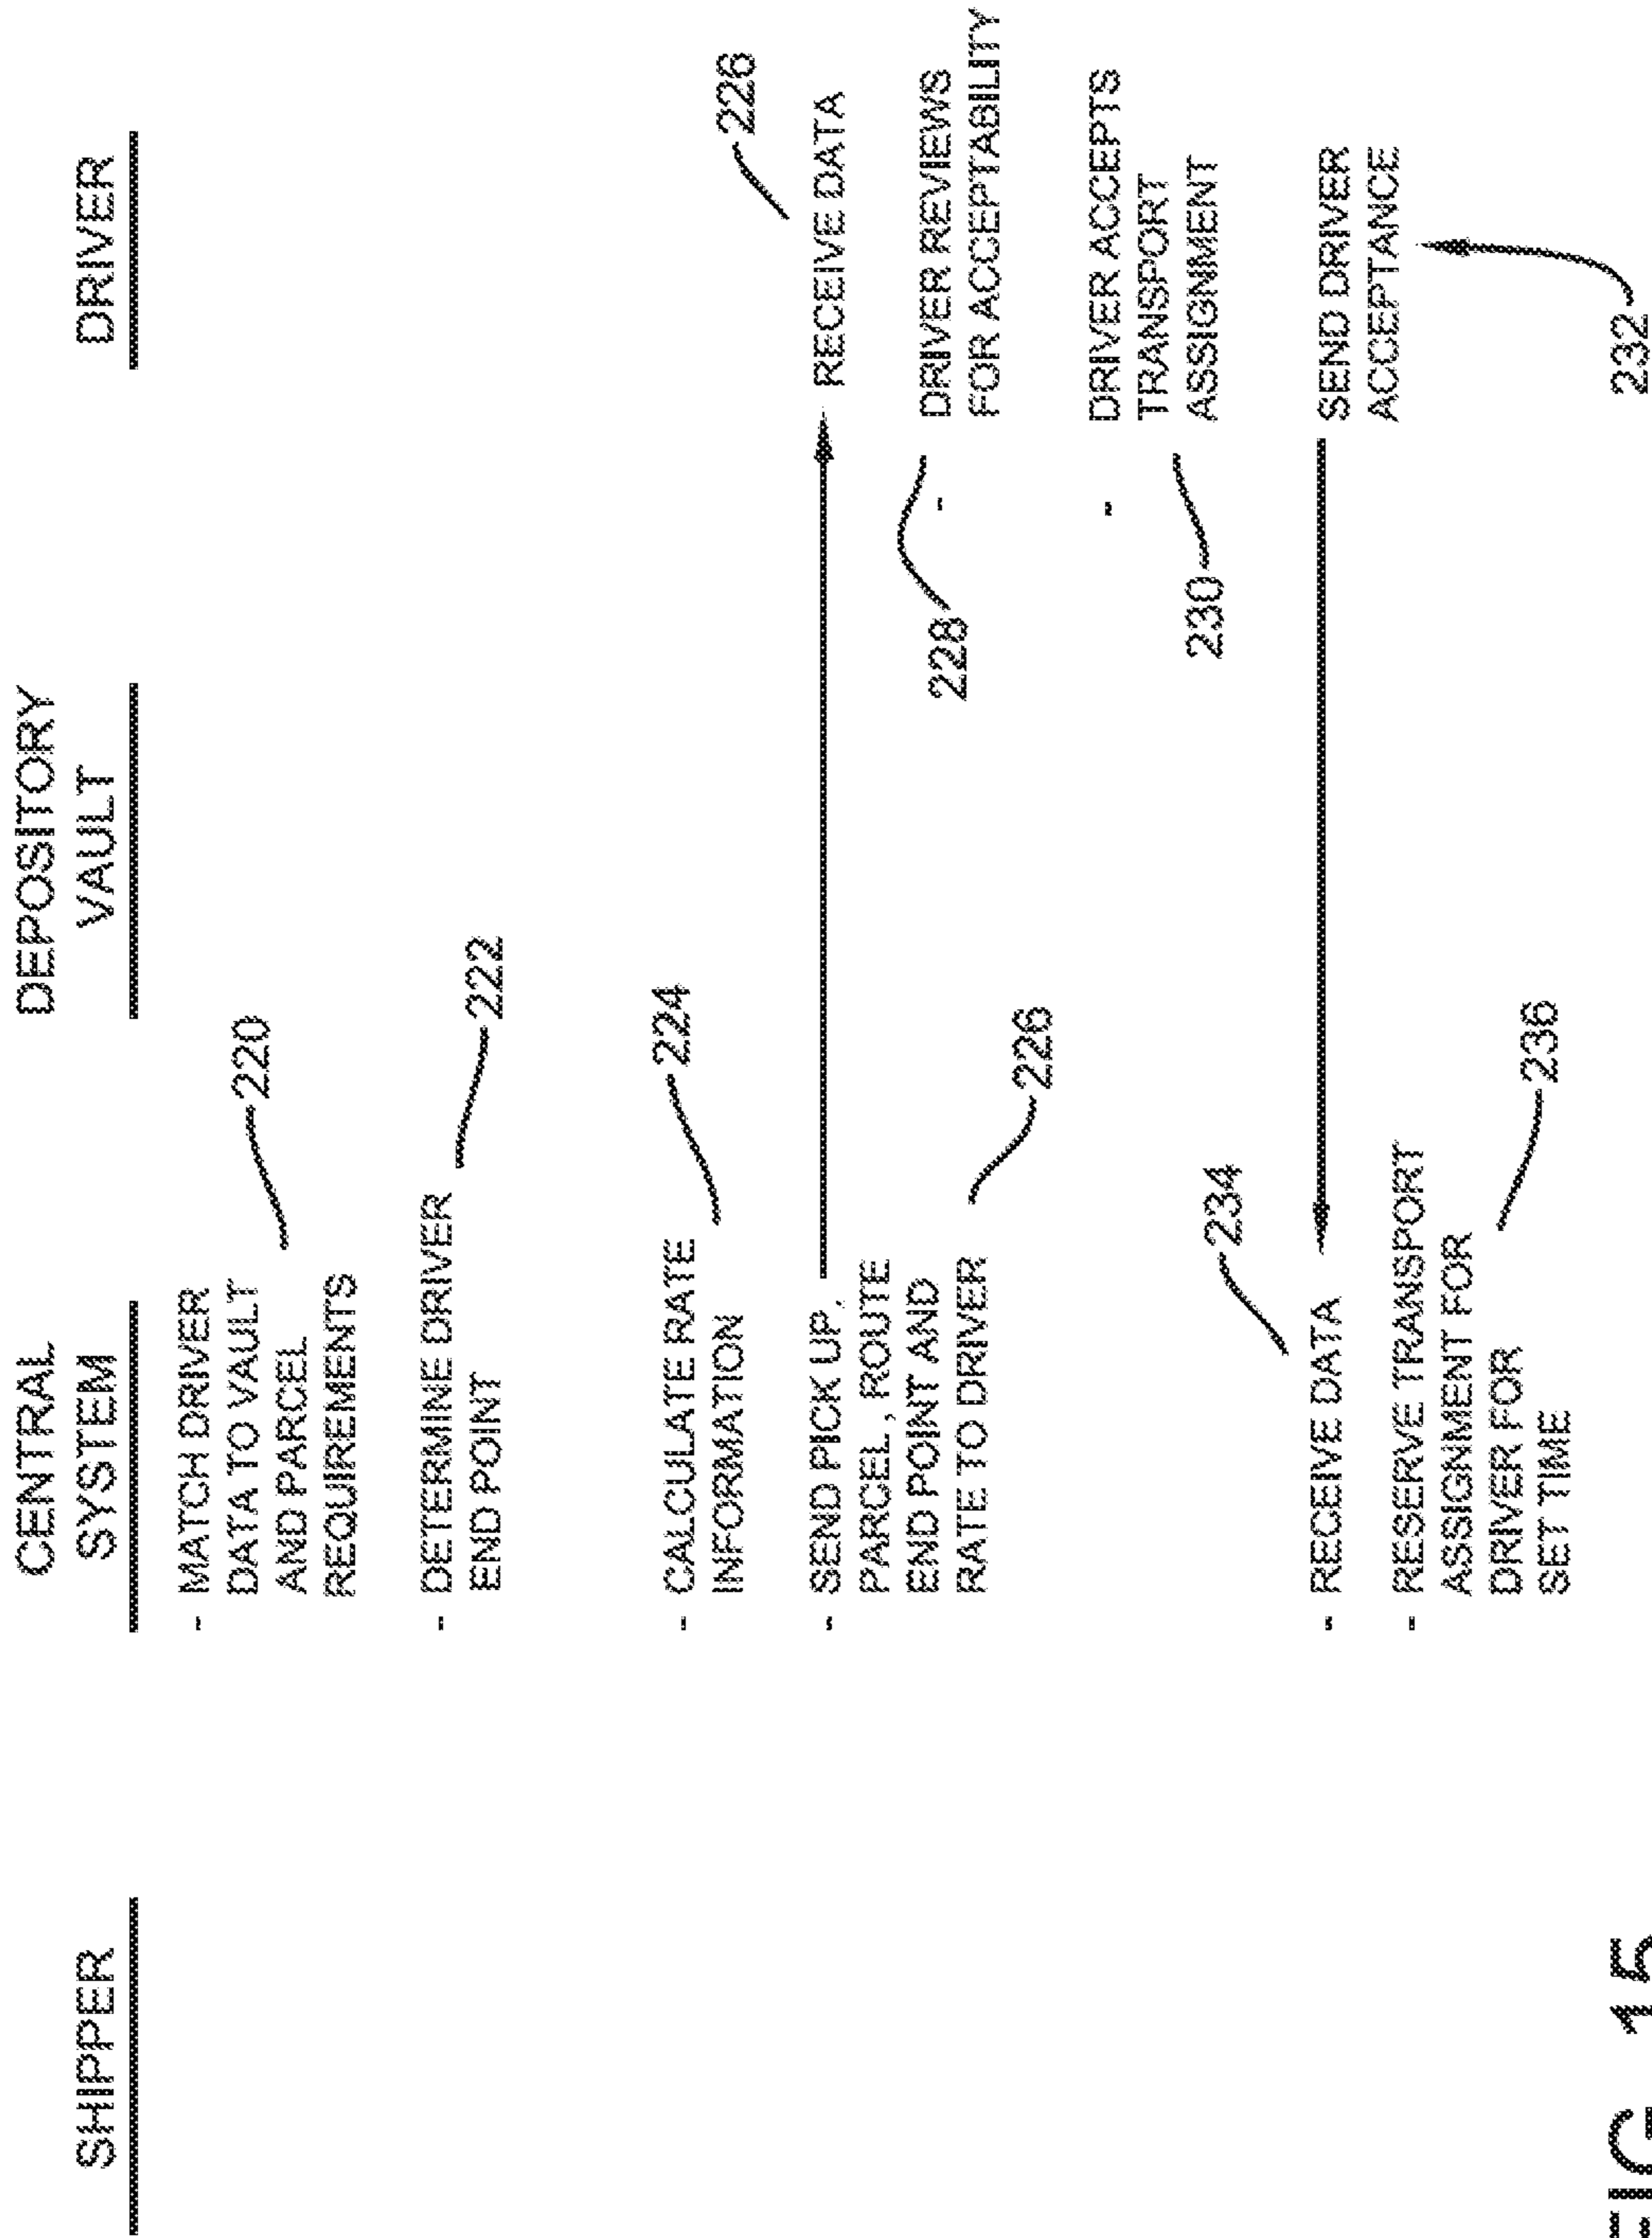 SHIPPER
CENTRAL
SYSTEM
DEPOSITORY
VAULT
DRIVER
- MATCH DRIVER
DATA TO VAULT
AND PARCEL
REQUIREMENTS
220
- DETERMINE DRIVER
END POINT
222
- CALCULATE RATE
INFORMATION
224
- SEND PICK UP,
PARCEL, ROUTE
END POINT AND
RATE TO DRIVER
226
RECEIVE DATA
226
- DRIVER REVIEWS
FOR ACCEPTABILITY
228
- DRIVER ACCEPTS
TRANSPORT
ASSIGNMENT
230
SEND DRIVER
ACCEPTANCE
232
- RECEIVE DATA
234
- RESERVE TRANSPORT
ASSIGNMENT FOR
DRIVER FOR
SET TIME
236
FIG 15